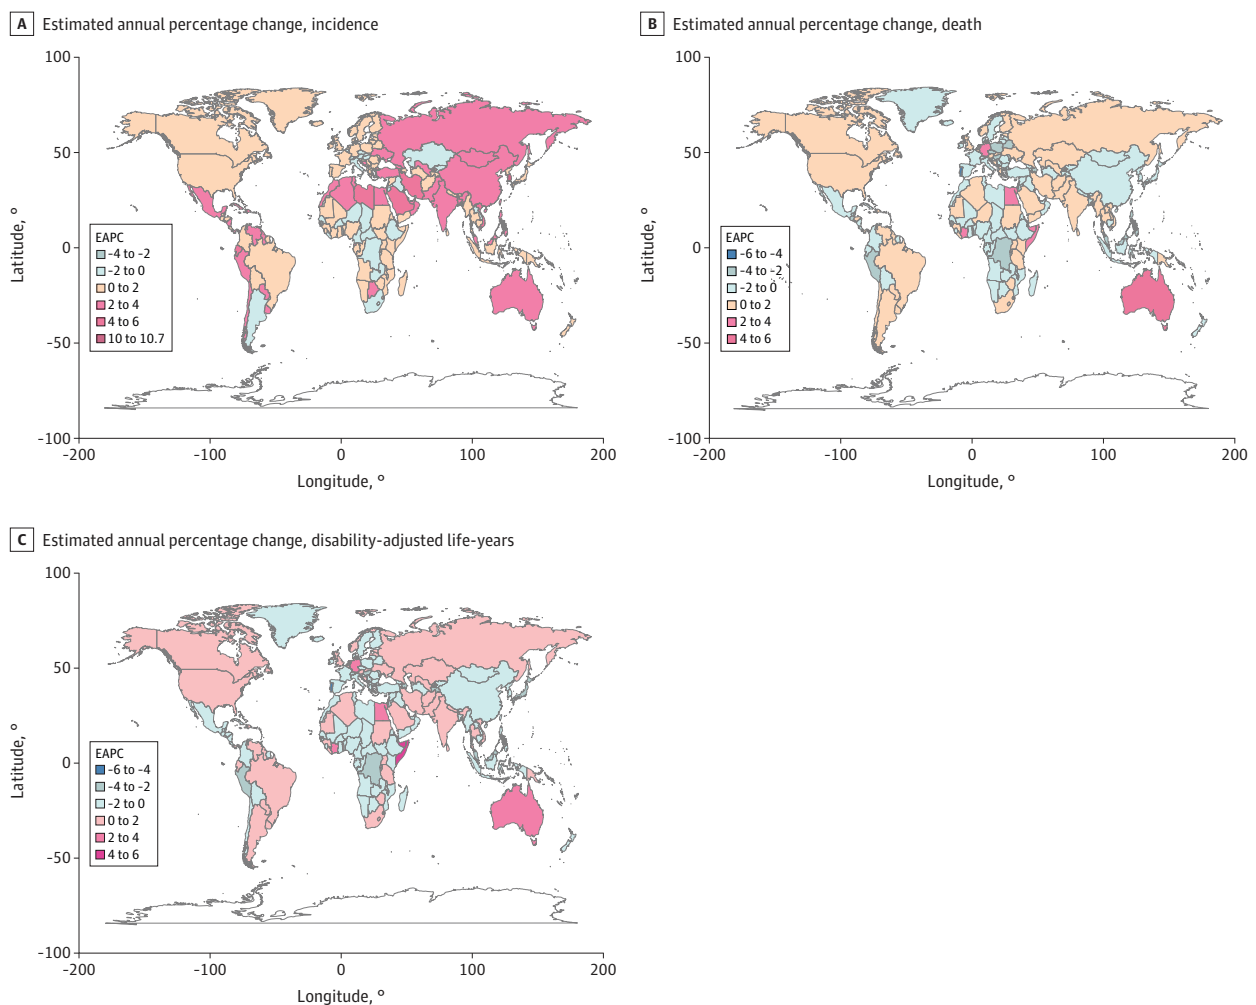 A Estimated annual percentage change, incidence
100
50
0
-50
-100
Latitude, °
EAPC
-4 to -2
-2 to 0
0 to 2
2 to 4
4 to 6
10 to 10.7
-200 -100 0 100 200
Longitude, °
B Estimated annual percentage change, death
100
50
0
-50
-100
Latitude, °
EAPC
-6 to -4
-4 to -2
-2 to 0
0 to 2
2 to 4
4 to 6
-200 -100 0 100 200
Longitude, °
C Estimated annual percentage change, disability-adjusted life-years
100
50
0
-50
-100
Latitude, °
EAPC
-6 to -4
-4 to -2
-2 to 0
0 to 2
2 to 4
4 to 6
-200 -100 0 100 200
Longitude, °